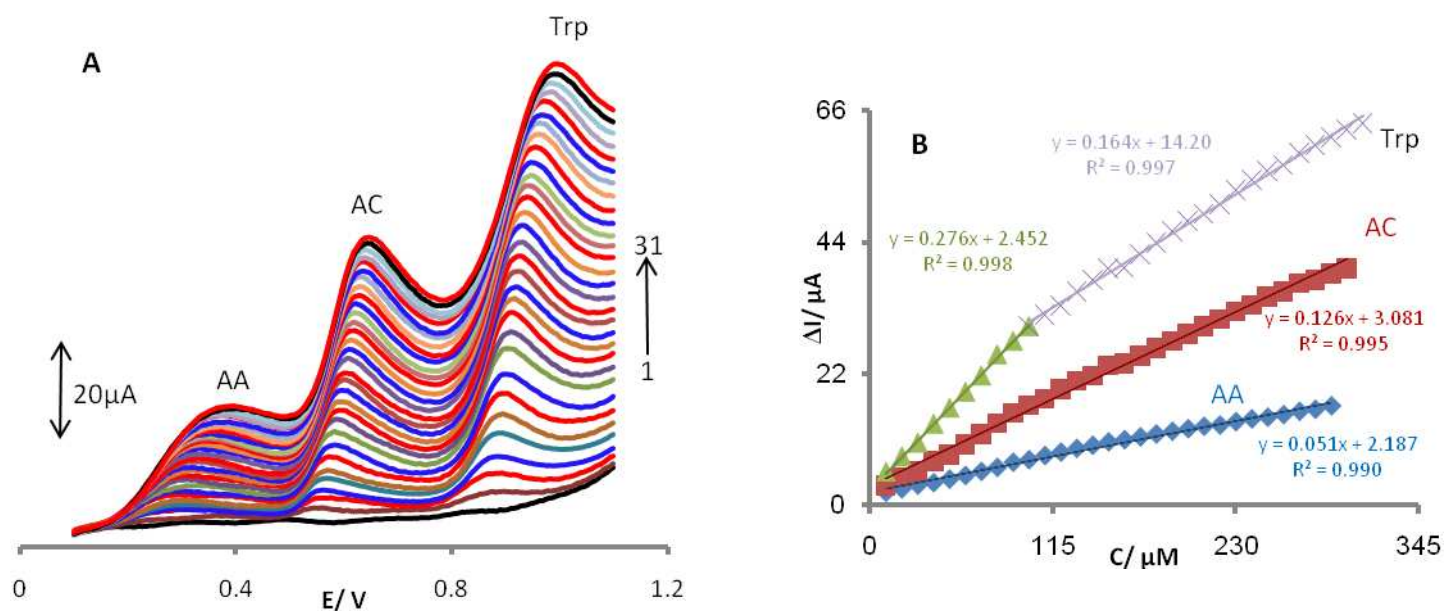 A
Trp
AC
AA
20µA
31
1
0
0.4
0.8
1.2
E/ V
B
66
44
22
0
ΔI/ µA
y = 0.164x + 14.20
R² = 0.997
Trp
y = 0.276x + 2.452
R² = 0.998
AC
y = 0.126x + 3.081
R² = 0.995
AA
y = 0.051x + 2.187
R² = 0.990
0
115
230
345
C/ µM